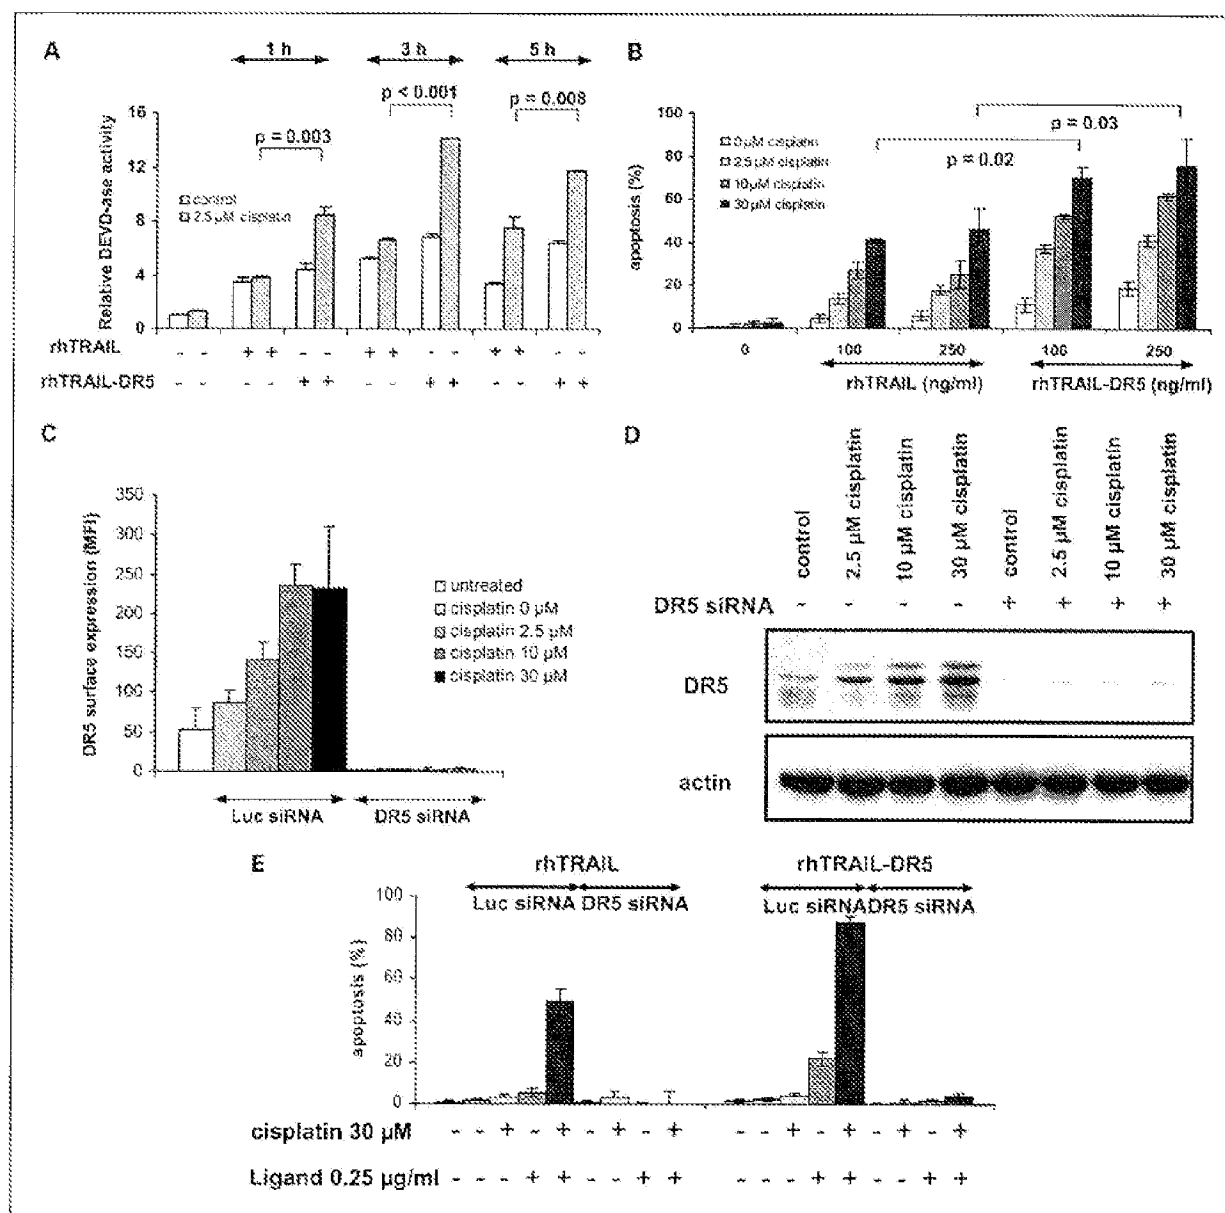 A
1 h
3 h
5 h
p < 0.001
p = 0.008
p = 0.003
Relative DEVD-ase activity
16
12
8
4
0
control
2.5 µM cisplatin
rhTRAIL
- - + + - - + + - - + + - -
rhTRAIL-DR5
- - - - + + - - + + - - + +
B
apoptosis (%)
100
80
60
40
20
0
0 µM cisplatin
2.5 µM cisplatin
10 µM cisplatin
30 µM cisplatin
p = 0.03
p = 0.02
0
100
250
100
250
rhTRAIL (ng/ml)
rhTRAIL-DR5 (ng/ml)
C
DR5 surface expression (MFI)
350
300
250
200
150
100
50
0
untreated
cisplatin 0 µM
cisplatin 2.5 µM
cisplatin 10 µM
cisplatin 30 µM
Luc siRNA
DR5 siRNA
D
control
2.5 µM cisplatin
10 µM cisplatin
30 µM cisplatin
control
2.5 µM cisplatin
10 µM cisplatin
30 µM cisplatin
DR5 siRNA
- - - - + + + +
DR5
actin
E
rhTRAIL
rhTRAIL-DR5
Luc siRNA DR5 siRNA
Luc siRNA DR5 siRNA
apoptosis (%)
100
80
60
40
20
0
cisplatin 30 µM
- - + - + - + - + - - + - + - + - +
Ligand 0.25 µg/ml
- - - + + - - + + - - - + + - - + +